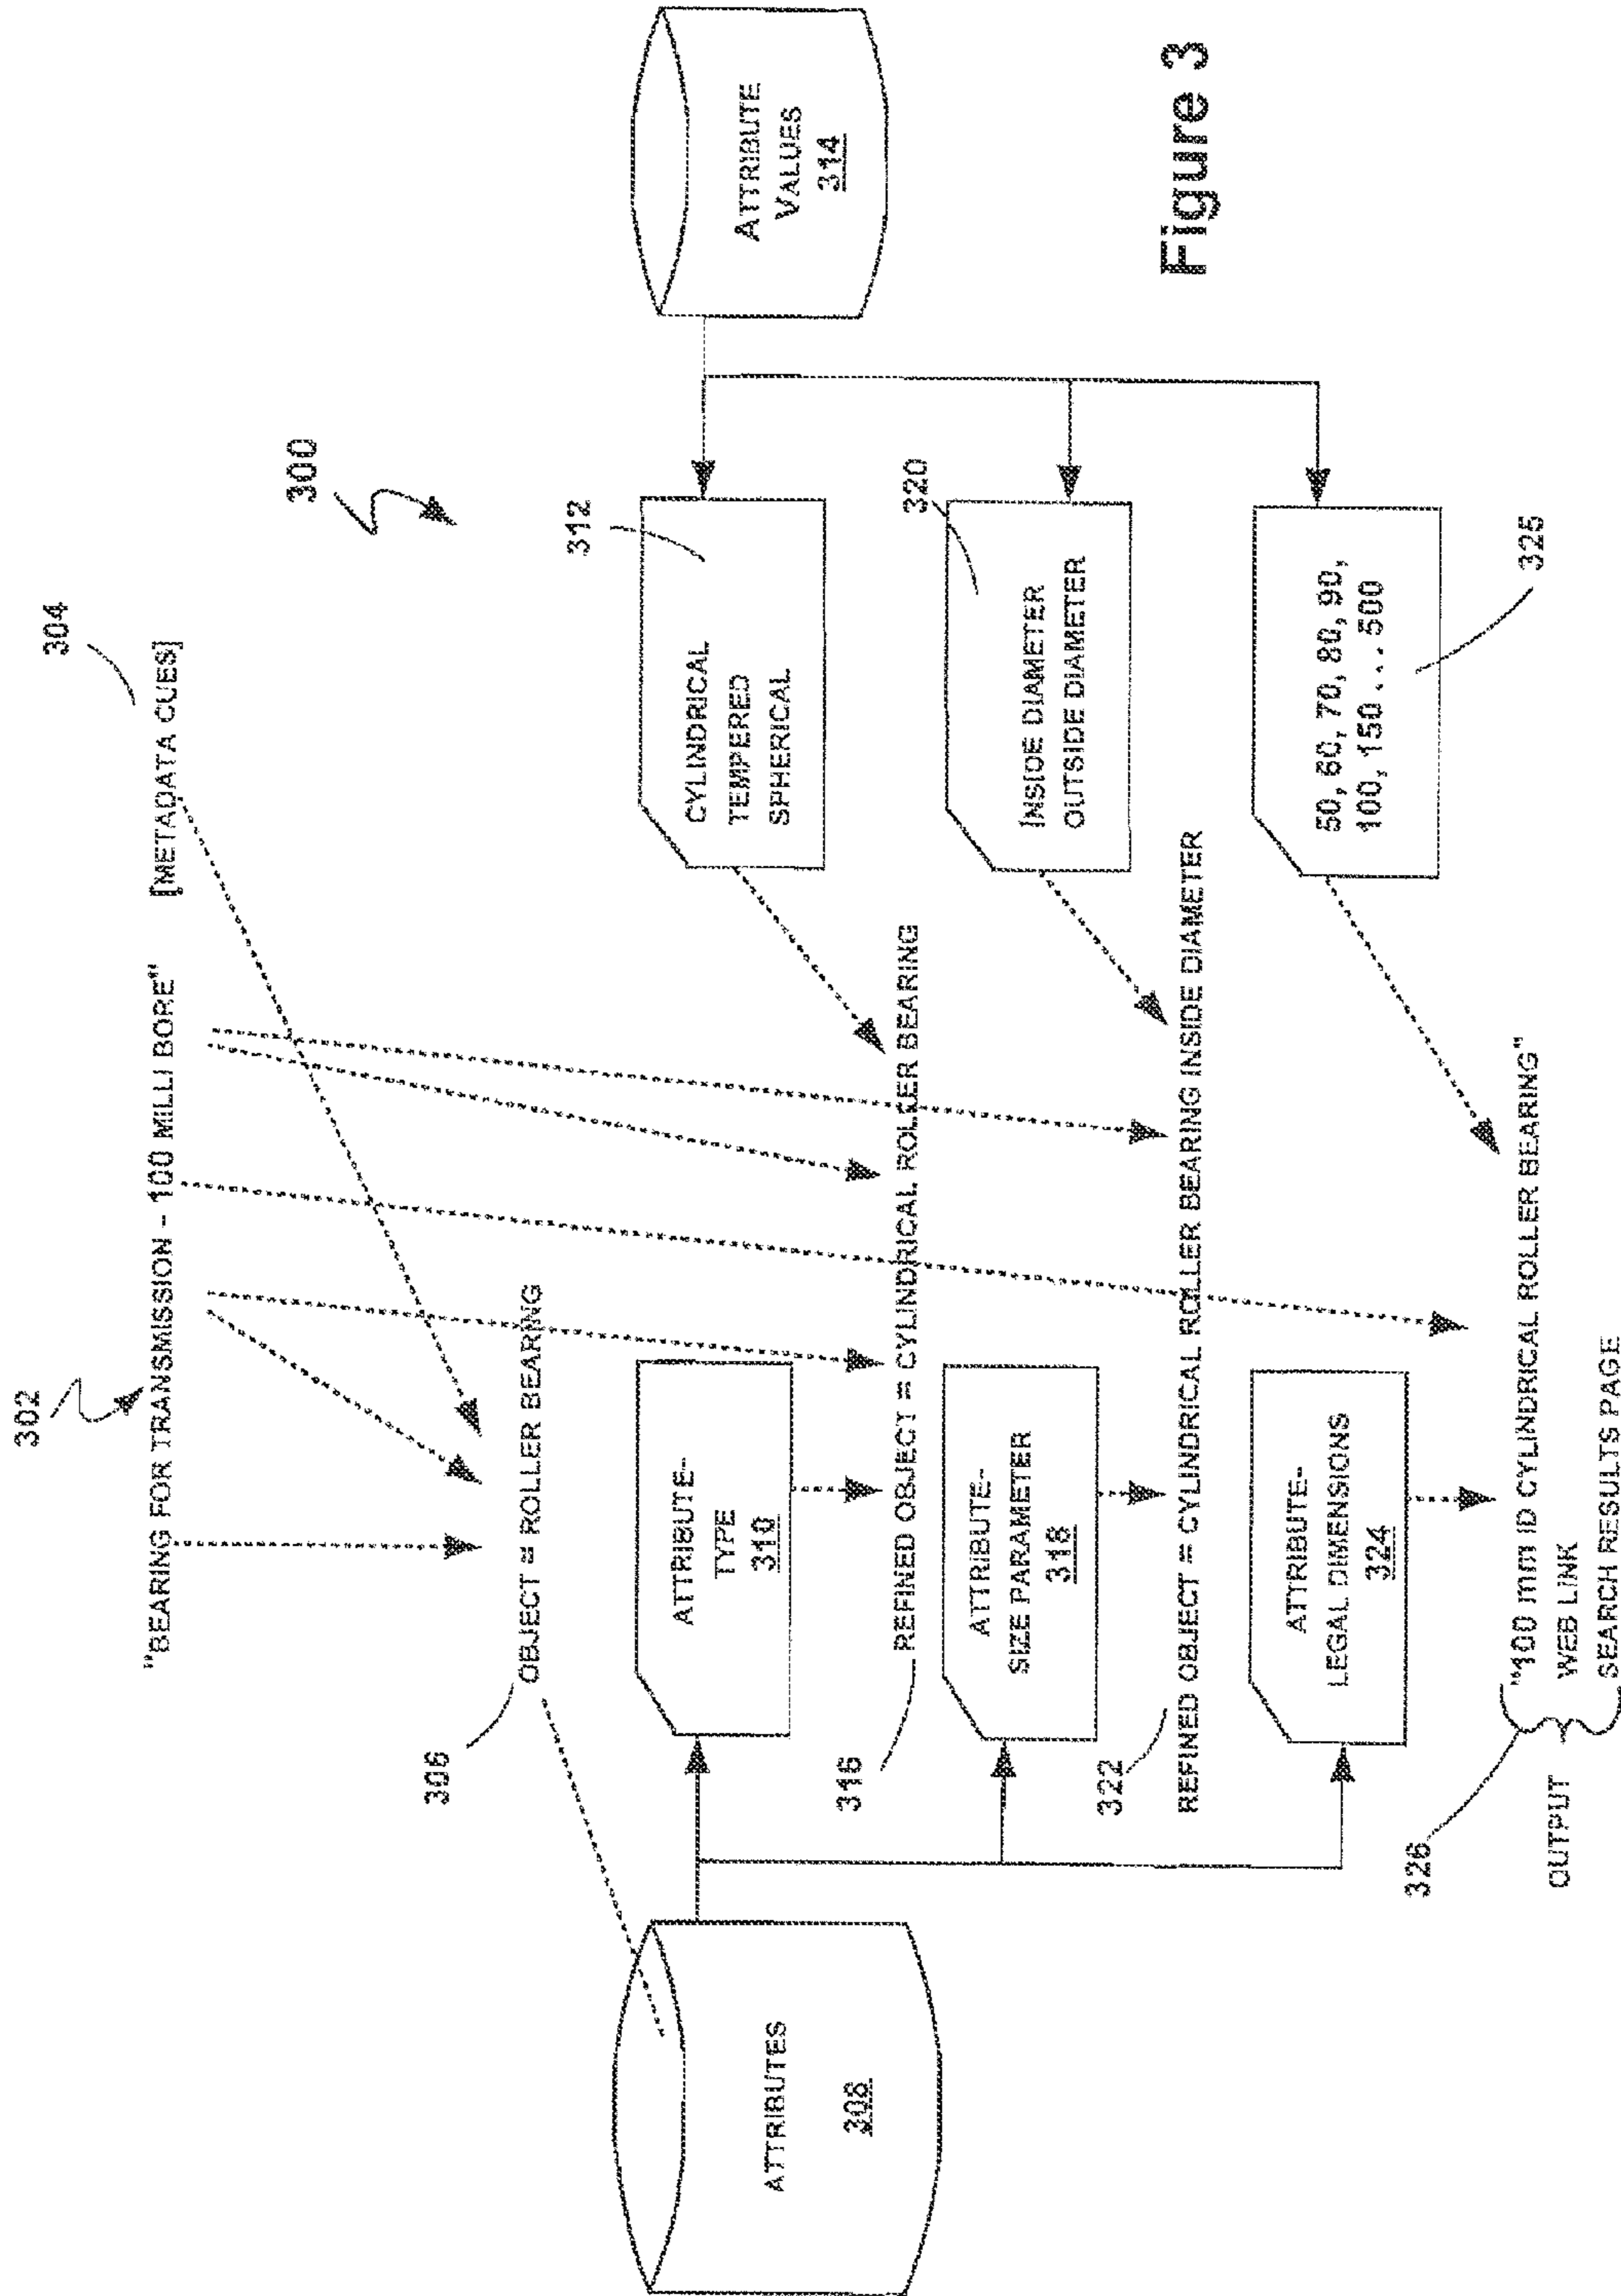 302
304
"BEARING FOR TRANSMISSION - 100 MILLI BORE" [METADATA CUES]
300
306
OBJECT = ROLLER BEARING
312
ATTRIBUTES
308
ATTRIBUTE-
TYPE
310
CYLINDRICAL
TEMPERED
SPHERICAL
ATTRIBUTE
VALUES
314
316
REFINED OBJECT = CYLINDRICAL ROLLER BEARING
320
ATTRIBUTE-
SIZE PARAMETER
318
INSIDE DIAMETER
OUTSIDE DIAMETER
322
REFINED OBJECT = CYLINDRICAL ROLLER BEARING INSIDE DIAMETER
ATTRIBUTE-
LEGAL DIMENSIONS
324
50, 60, 70, 80, 90,
100, 150 . . . 500
325
326
OUTPUT
"100 mm ID CYLINDRICAL ROLLER BEARING"
WEB LINK
SEARCH RESULTS PAGE
Figure 3